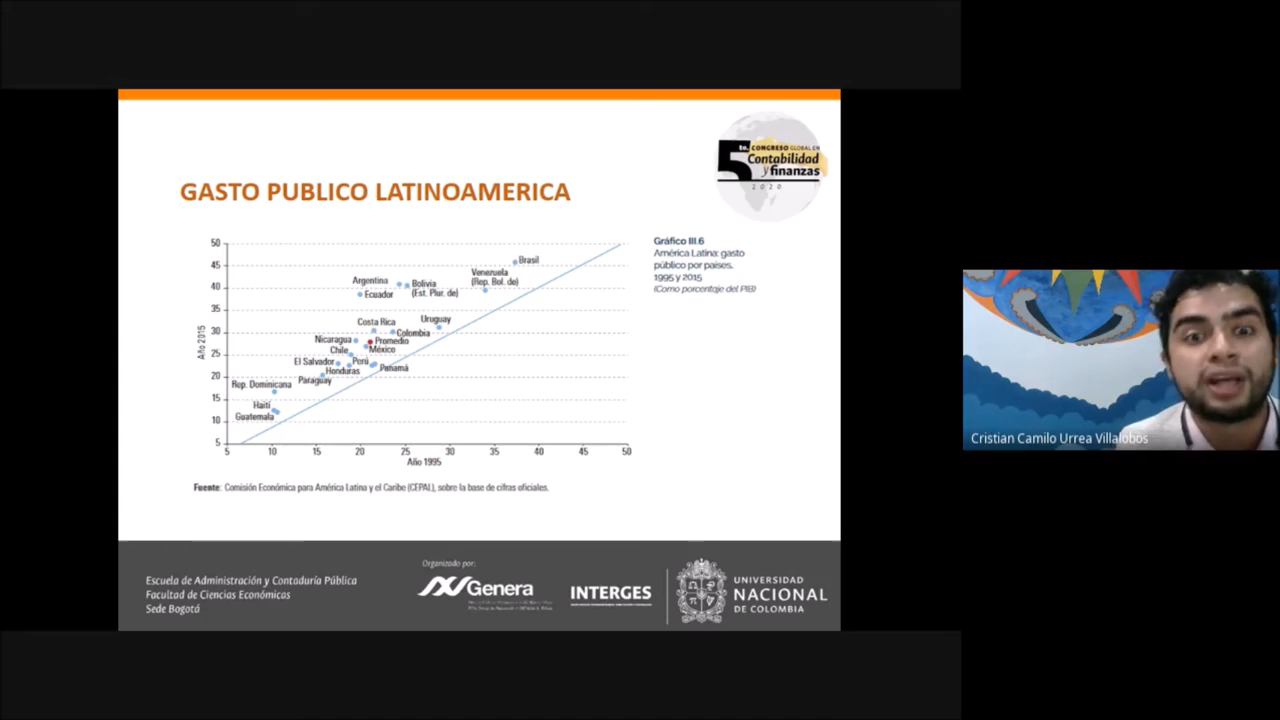 5to. CONGRESO GLOBAL EN
Contabilidad
y finanzas
2020
GASTO PUBLICO LATINOAMERICA
Gráfico III.6
América Latina: gasto
público por países,
1995 y 2015
(Como porcentaje del PIB)
50
45
40
35
30
25
20
15
10
5
Año 2015
Brasil
Venezuela
(Rep. Bol. de)
Argentina
Bolivia
(Est. Plur. de)
Ecuador
Uruguay
Costa Rica
Colombia
Nicaragua
Promedio
Chile
México
El Salvador
Perú
Honduras
Panamá
Paraguay
Rep. Dominicana
Haití
Guatemala
5 10 15 20 25 30 35 40 45 50
Año 1995
Fuente: Comisión Económica para América Latina y el Caribe (CEPAL), sobre la base de cifras oficiales.
Cristian Camilo Urrea Villalobos
Escuela de Administración y Contaduría Pública
Facultad de Ciencias Económicas
Sede Bogotá
Organizado por:
Genera
INTERGES
UNIVERSIDAD
NACIONAL
DE COLOMBIA